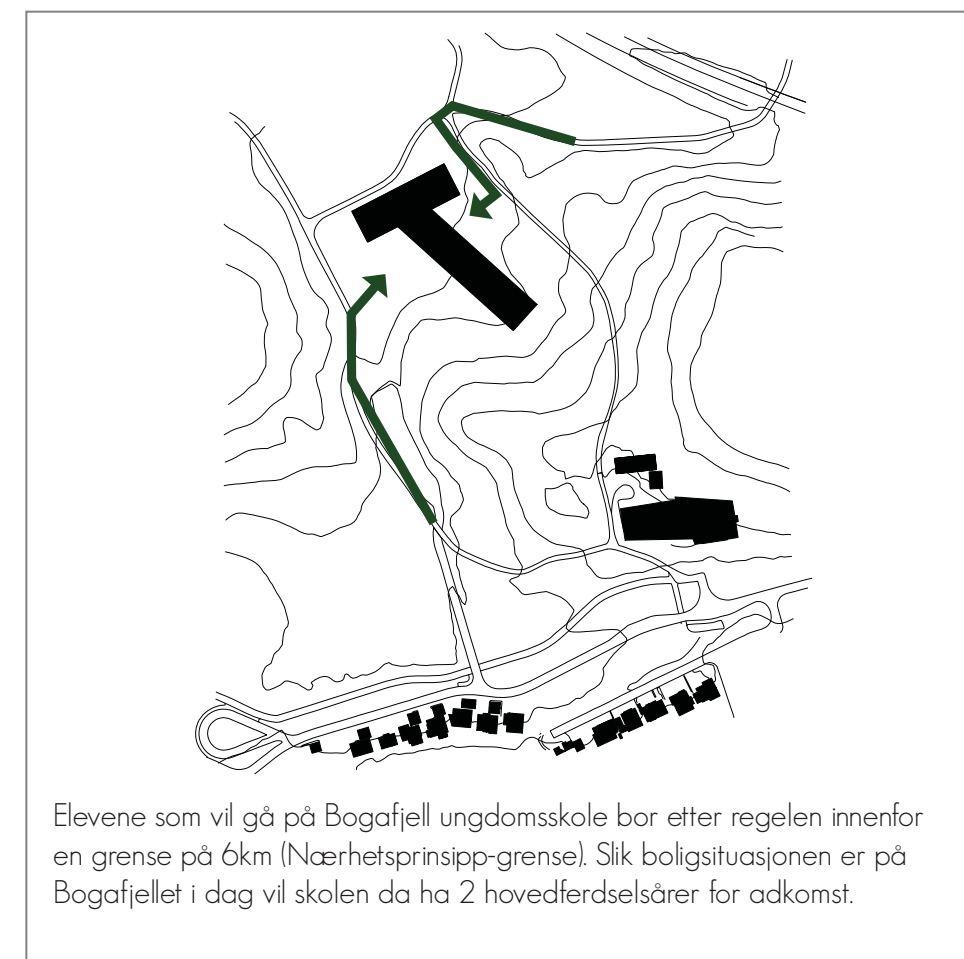 Elevene som vil gå på Bogafjell ungdomsskole bor etter regelen innenfor
en grense på 6km (Nærhetsprinsipp-grense). Slik boligsituasjonen er på
Bogafjellet i dag vil skolen da ha 2 hovedferdselsårer for adkomst.